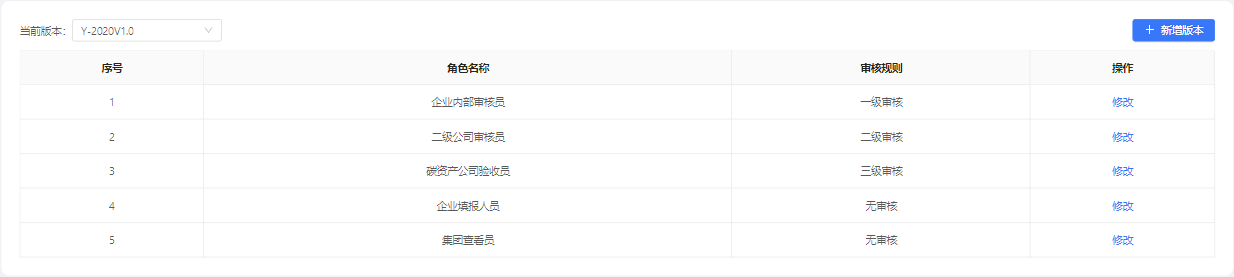 当前版本: Y-2020V1.0 新增版本
序号 角色名称 审核规则 操作
1 企业内部审核员 一级审核 修改
2 二级公司审核员 二级审核 修改
3 碳资产公司验收员 三级审核 修改
4 企业填报人员 无审核 修改
5 集团查看员 无审核 修改